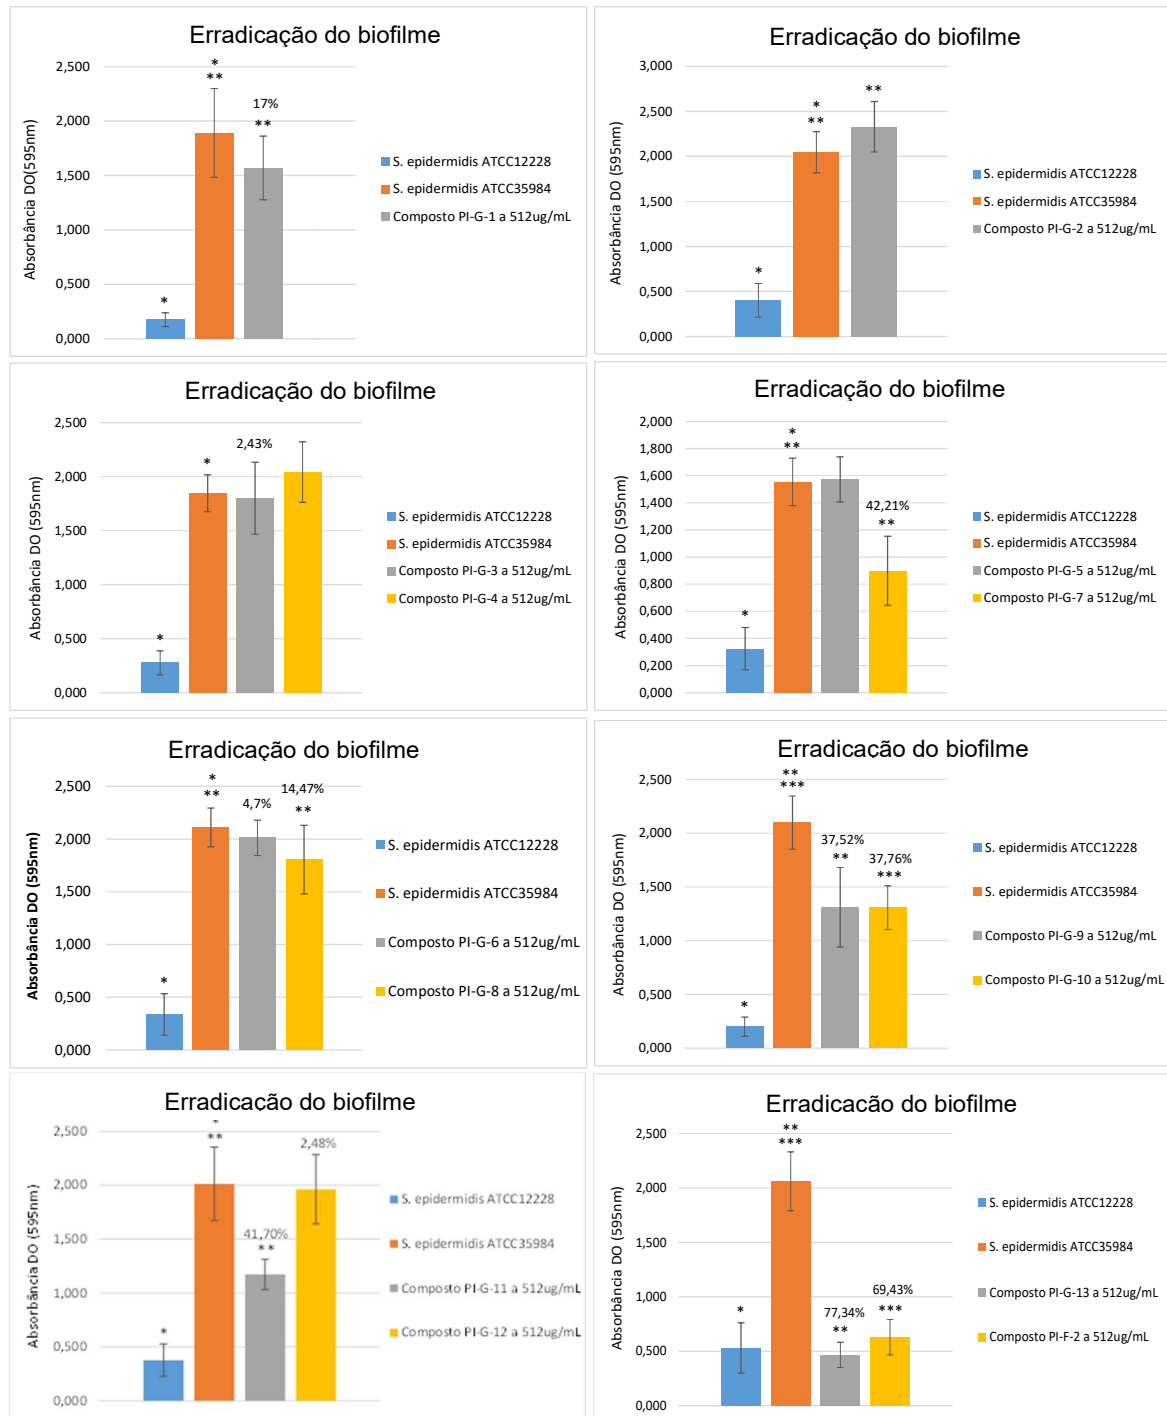 Erradicação do biofilme
Absorbância DO(595nm)
2,500
2,000
1,500
1,000
0,500
0,000
*
*
**
17%
**
S. epidermidis ATCC12228
S. epidermidis ATCC35984
Composto PI-G-1 a 512ug/mL
Erradicação do biofilme
Absorbância DO (595nm)
3,000
2,500
2,000
1,500
1,000
0,500
0,000
*
*
**
**
S. epidermidis ATCC12228
S. epidermidis ATCC35984
Composto PI-G-2 a 512ug/mL
Erradicação do biofilme
Absorbância DO (595nm)
2,500
2,000
1,500
1,000
0,500
0,000
*
*
2,43%
S. epidermidis ATCC12228
S. epidermidis ATCC35984
Composto PI-G-3 a 512ug/mL
Composto PI-G-4 a 512ug/mL
Erradicação do biofilme
Absorbância DO (595nm)
2,000
1,800
1,600
1,400
1,200
1,000
0,800
0,600
0,400
0,200
0,000
*
*
**
42,21%
**
S. epidermidis ATCC12228
S. epidermidis ATCC35984
Composto PI-G-5 a 512ug/mL
Composto PI-G-7 a 512ug/mL
Erradicação do biofilme
Absorbância DO (595nm)
2,500
2,000
1,500
1,000
0,500
0,000
*
*
**
4,7%
14,47%
**
S. epidermidis ATCC12228
S. epidermidis ATCC35984
Composto PI-G-6 a 512ug/mL
Composto PI-G-8 a 512ug/mL
Erradicação do biofilme
Absorbância DO (595nm)
2,500
2,000
1,500
1,000
0,500
0,000
*
**
***
37,52%
**
37,76%
***
S. epidermidis ATCC12228
S. epidermidis ATCC35984
Composto PI-G-9 a 512ug/mL
Composto PI-G-10 a 512ug/mL
Erradicação do biofilme
Absorbância DO (595nm)
2,500
2,000
1,500
1,000
0,500
0,000
*
*
**
41,70%
**
2,48%
S. epidermidis ATCC12228
S. epidermidis ATCC35984
Composto PI-G-11 a 512ug/mL
Composto PI-G-12 a 512ug/mL
Erradicacão do biofilme
Absorbância DO (595nm)
2,500
2,000
1,500
1,000
0,500
0,000
*
**
***
77,34%
**
69,43%
***
S. epidermidis ATCC12228
S. epidermidis ATCC35984
Composto PI-G-13 a 512ug/mL
Composto PI-F-2 a 512ug/mL